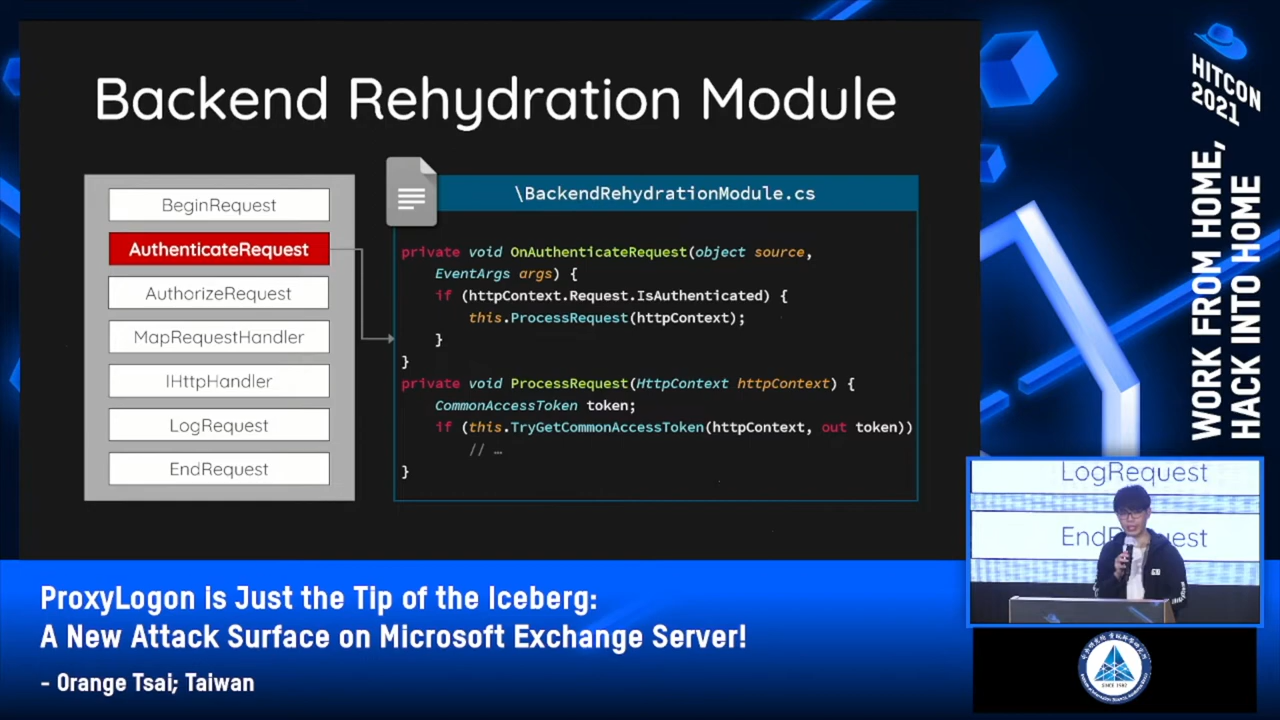 Backend Rehydration Module
BeginRequest
AuthenticateRequest
AuthorizeRequest
MapRequestHandler
IHttpHandler
LogRequest
EndRequest
\BackendRehydrationModule.cs
private void OnAuthenticateRequest(object source,
EventArgs args) {
if (httpContext.Request.IsAuthenticated) {
this.ProcessRequest(httpContext);
}
}
private void ProcessRequest(HttpContext httpContext) {
CommonAccessToken token;
if (this.TryGetCommonAccessToken(httpContext, out token))
// …
}
HITCON
2021
WORK FROM HOME,
HACK INTO HOME
LogRequest
ProxyLogon is Just the Tip of the Iceberg:
A New Attack Surface on Microsoft Exchange Server!
- Orange Tsai; Taiwan
SINCE 1982